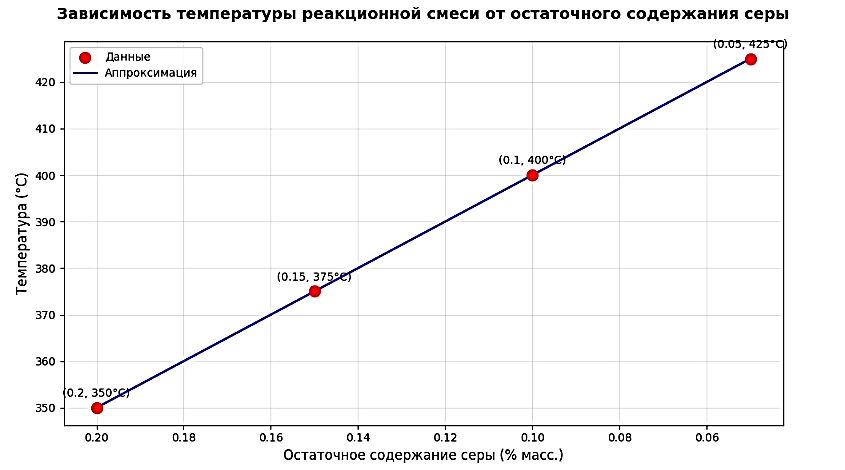 Зависимость температуры реакционной смеси от остаточного содержания серы
Данные
Аппроксимация
(0.05, 425°C)
(0.1, 400°C)
(0.15, 375°C)
(0.2, 350°C)
Температура (°C)
420
410
400
390
380
370
360
350
0.20
0.18
0.16
0.14
0.12
0.10
0.08
0.06
Остаточное содержание серы (% масс.)